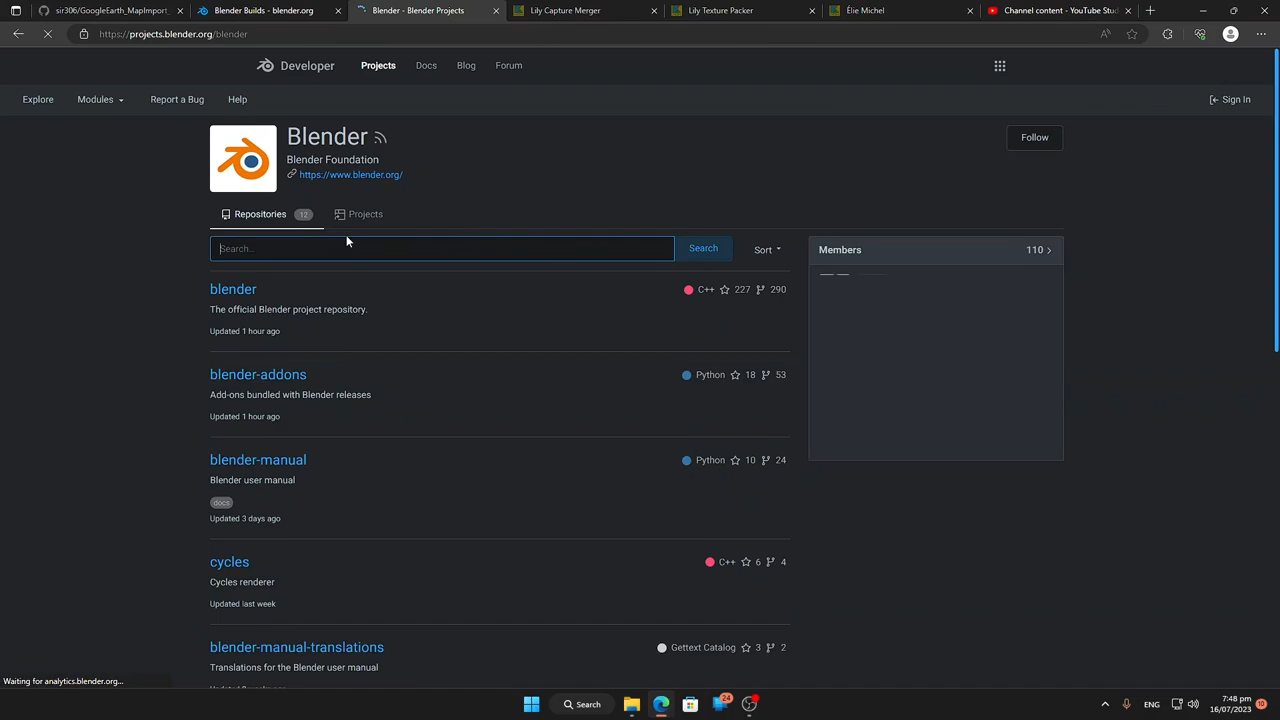 sir306/GoogleEarth_MapImport
Blender Builds - blender.org
Blender - Blender Projects
Lily Capture Merger
Lily Texture Packer
Élie Michel
Channel content - YouTube Stu
https://projects.blender.org/blender
Developer
Projects
Docs
Blog
Forum
Explore
Modules
Report a Bug
Help
Sign In
Blender
Follow
Blender Foundation
https://www.blender.org/
Repositories 12
Projects
Search...
Search
Sort
Members
110
blender
C++ 227 290
The official Blender project repository.
Updated 1 hour ago
blender-addons
Python 18 53
Add-ons bundled with Blender releases
Updated 1 hour ago
blender-manual
Python 10 24
Blender user manual
docs
Updated 3 days ago
cycles
C++ 6 4
Cycles renderer
Updated last week
blender-manual-translations
Gettext Catalog 3 2
Translations for the Blender user manual
Waiting for analytics.blender.org...
Search
24
ENG
7:48 pm
16/07/2023
10